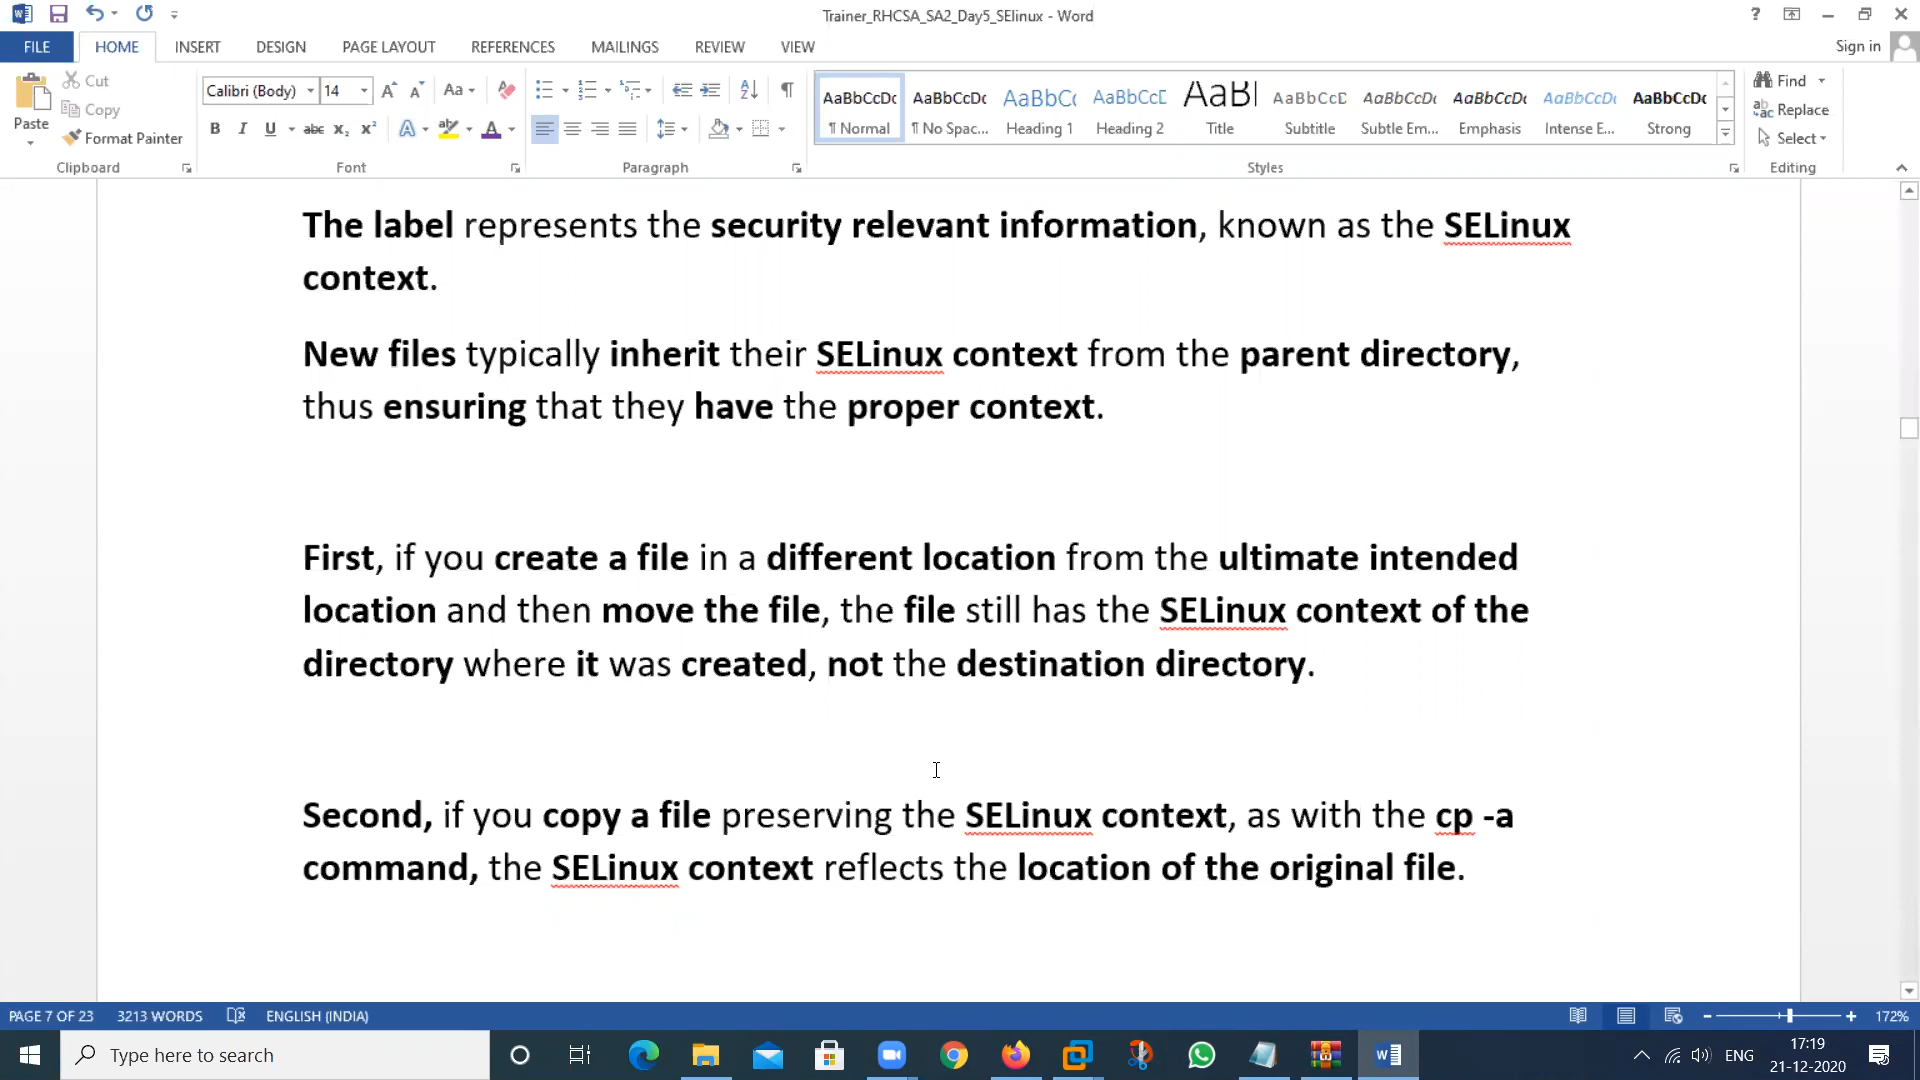 Trainer_RHCSA_SA2_Day5_SElinux - Word
FILE HOME INSERT DESIGN PAGE LAYOUT REFERENCES MAILINGS REVIEW VIEW Sign in
Paste Cut Copy Format Painter
Calibri (Body) 14
AaBbCcDc AaBbCcDc AaBbCc AaBbCcD AaBl AaBbCcD AaBbCcDc AaBbCcDc AaBbCcDc AaBbCcDc
¶ Normal ¶ No Spac... Heading 1 Heading 2 Title Subtitle Subtle Em... Emphasis Intense E... Strong
Find Replace Select
Clipboard Font Paragraph Styles Editing
The label represents the security relevant information, known as the SELinux
context.
New files typically inherit their SELinux context from the parent directory,
thus ensuring that they have the proper context.
First, if you create a file in a different location from the ultimate intended
location and then move the file, the file still has the SELinux context of the
directory where it was created, not the destination directory.
Second, if you copy a file preserving the SELinux context, as with the cp -a
command, the SELinux context reflects the location of the original file.
PAGE 7 OF 23 3213 WORDS ENGLISH (INDIA) 172%
Type here to search
ENG 17:19
21-12-2020